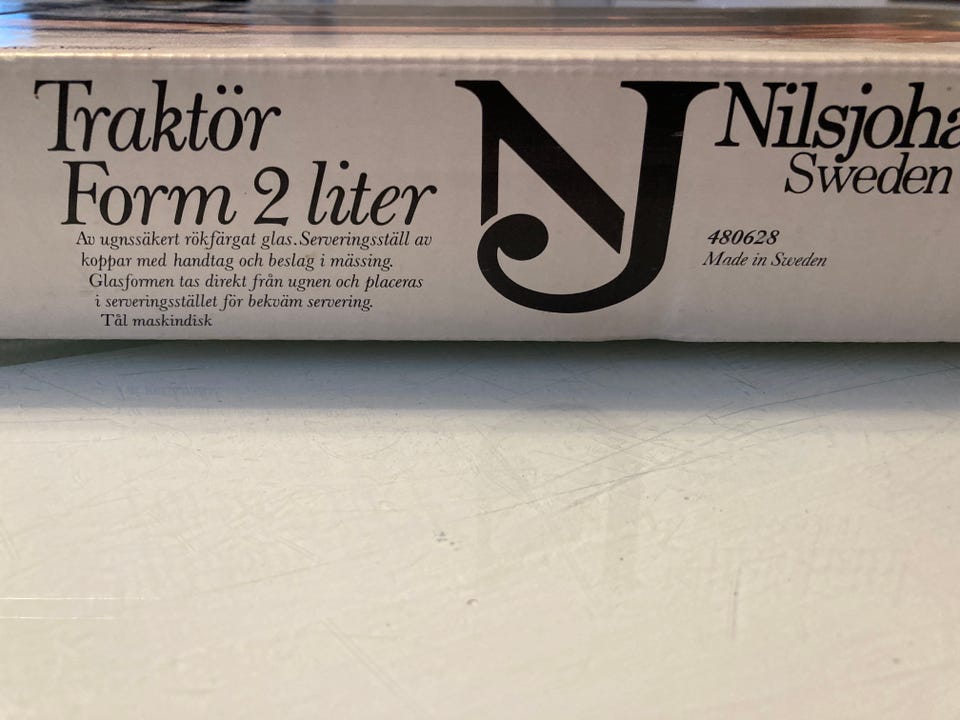 Traktör
Form 2 liter
Av ugnssäkert rökfärgat glas. Serveringsställ av
koppar med handtag och beslag i mässing.
Glasformen tas direkt från ugnen och placeras
i serveringsstället för bekväm servering.
Tål maskindisk
NJ
Nilsjoha
Sweden
480628
Made in Sweden